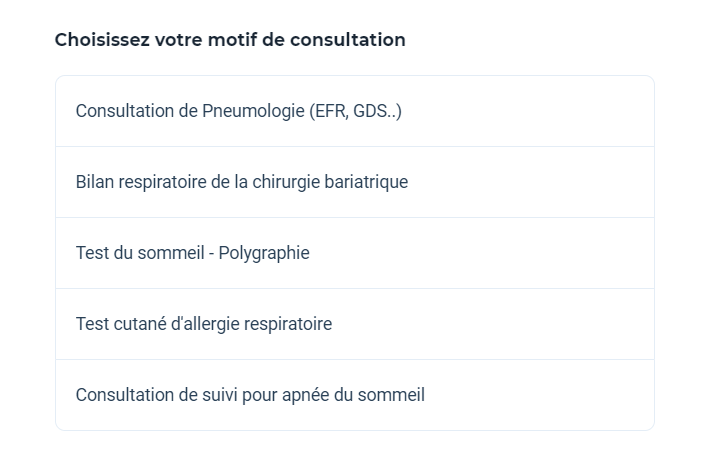 Choisissez votre motif de consultation
Consultation de Pneumologie (EFR, GDS..)
Bilan respiratoire de la chirurgie bariatrique
Test du sommeil - Polygraphie
Test cutané d'allergie respiratoire
Consultation de suivi pour apnée du sommeil